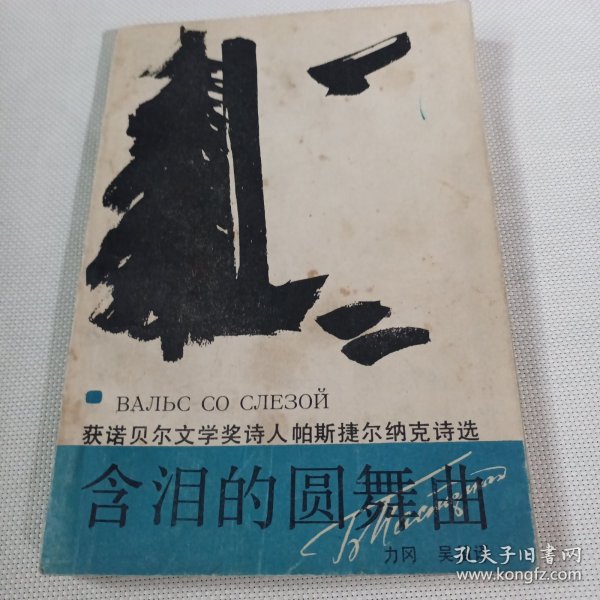 ВАЛЬС СО СЛЕЗОЙ
获诺贝尔文学奖诗人帕斯捷尔纳克诗选
含泪的圆舞曲
力冈 吴
孔夫子旧书网
www.kongfz.com